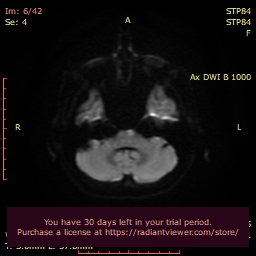 Im: 6/42
Se: 4
A
STP84
STP84
F
Ax DWI B 1000
R
L
You have 30 days left in your trial period.
Purchase a license at https://radiantviewer.com/store/